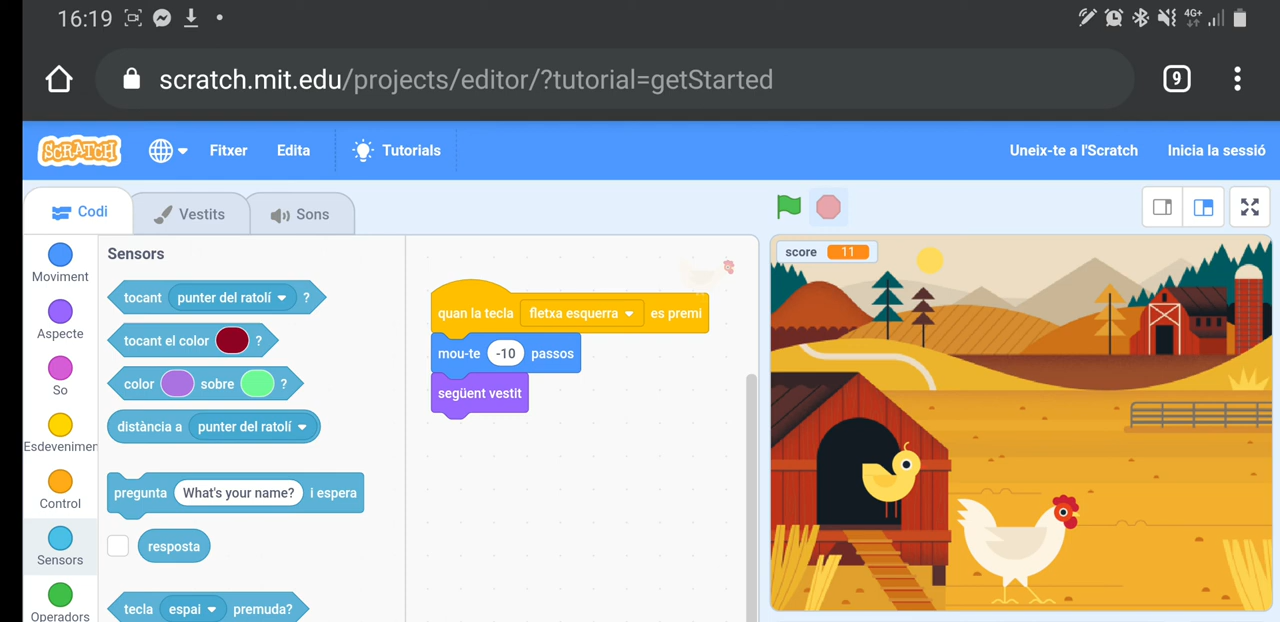 16:19
4G+
scratch.mit.edu/projects/editor/?tutorial=getStarted
9
SCRATCH
Fitxer
Edita
Tutorials
Uneix-te a l'Scratch
Inicia la sessió
Codi
Vestits
Sons
Moviment
Aspecte
So
Esdevenimen
Control
Sensors
Operadors
Sensors
tocant punter del ratolí ?
tocant el color ?
color sobre ?
distància a punter del ratolí
pregunta What's your name? i espera
resposta
tecla espai premuda?
quan la tecla fletxa esquerra es premi
mou-te -10 passos
següent vestit
score 11